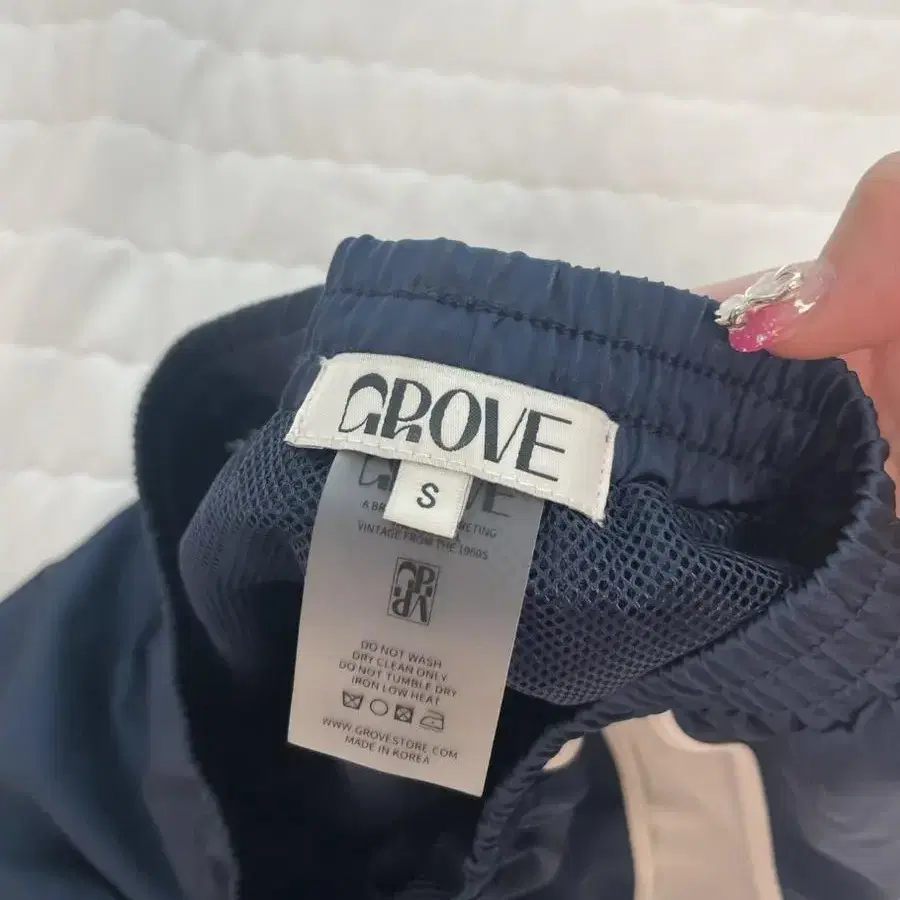 GROVE
S
VINTAGE FROM THE 1960S
DO NOT WASH
DRY CLEAN ONLY
DO NOT TUMBLE DRY
IRON LOW HEAT
WWW.GROVESTORE.COM
MADE IN KOREA